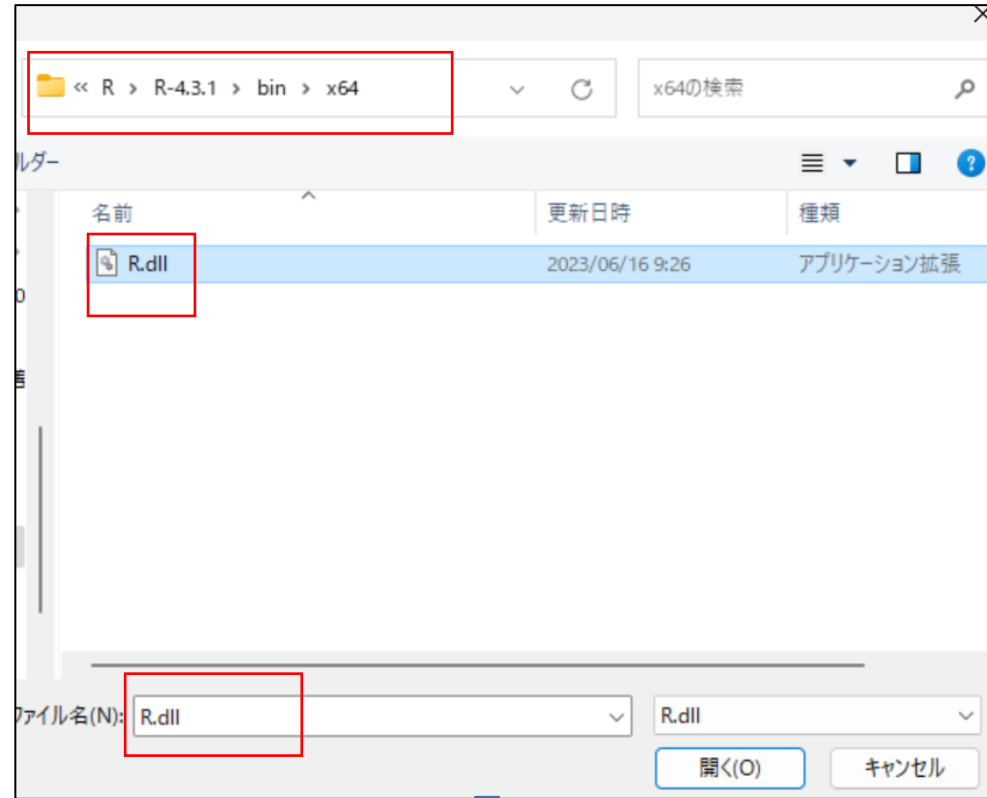 « R > R-4.3.1 > bin > x64
x64の検索
ルダー
名前 更新日時 種類
R.dll 2023/06/16 9:26 アプリケーション拡張
0
ファイル名(N): R.dll R.dll
開く(O) キャンセル